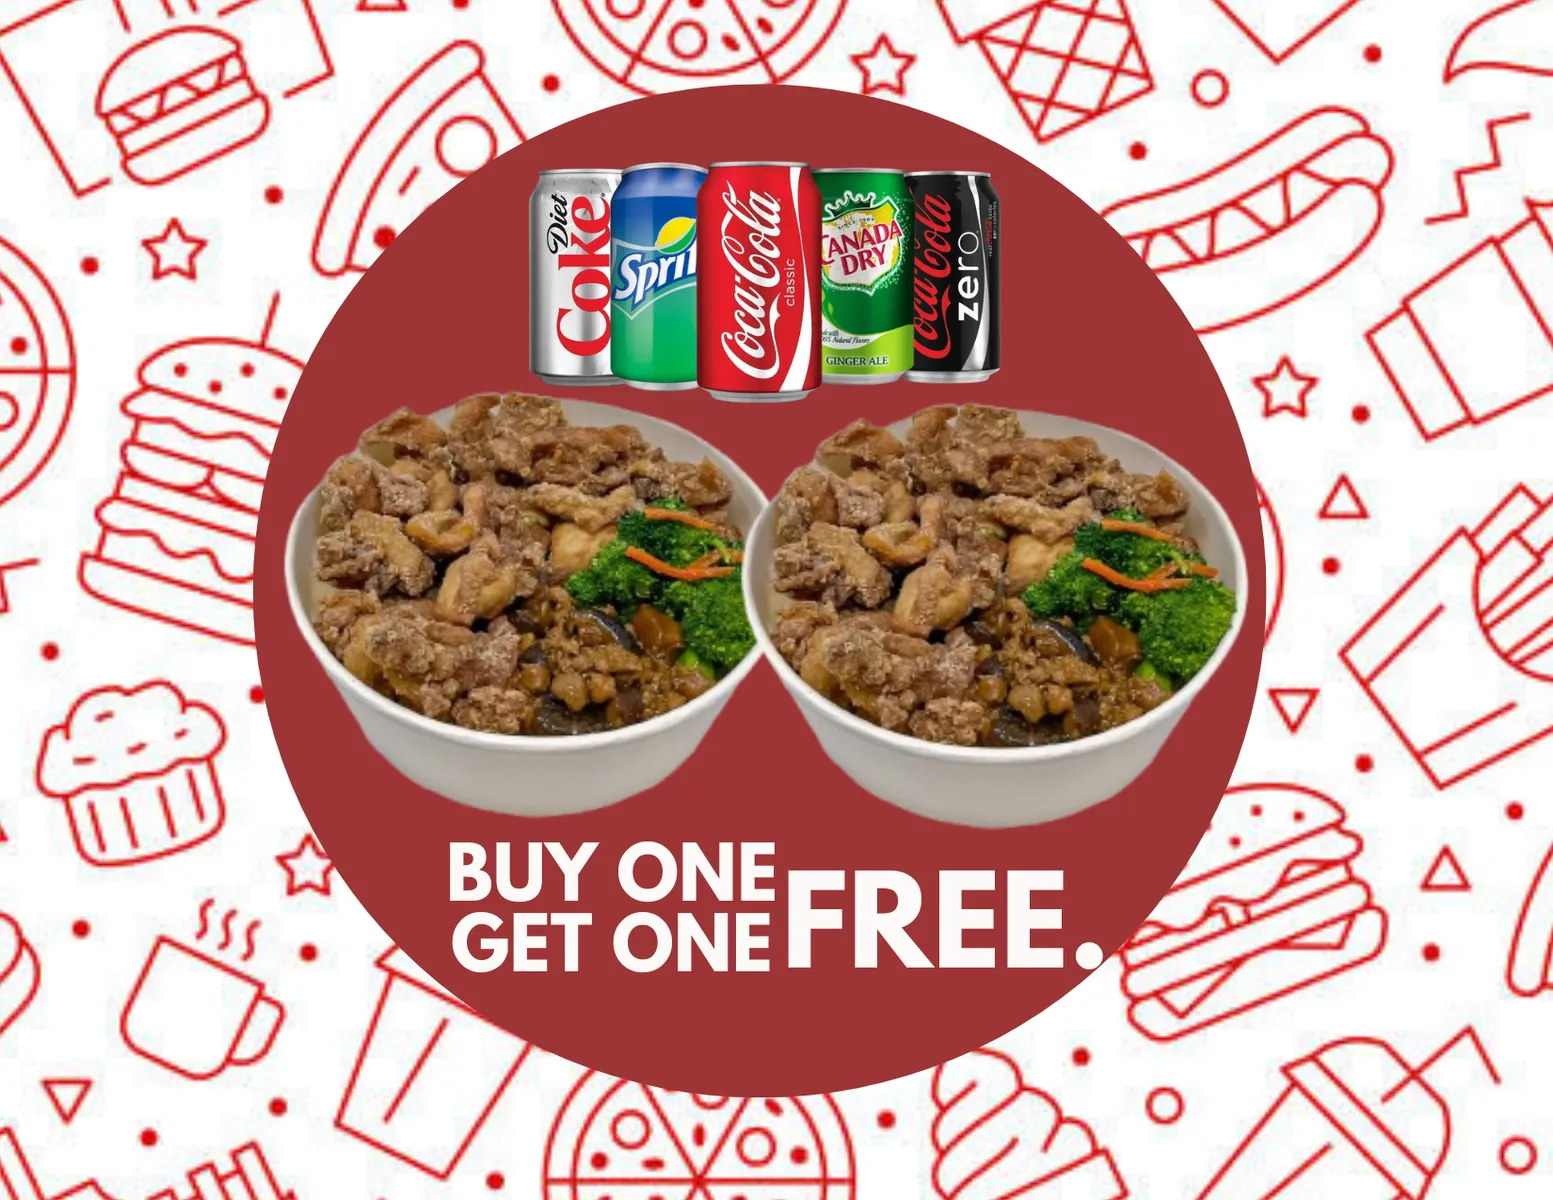 Diet
Coke
Sprit
Coca-Cola
classic
CANADA
DRY
GINGER ALE
Coca-Cola
zero
BUY ONE
GET ONE
FREE.